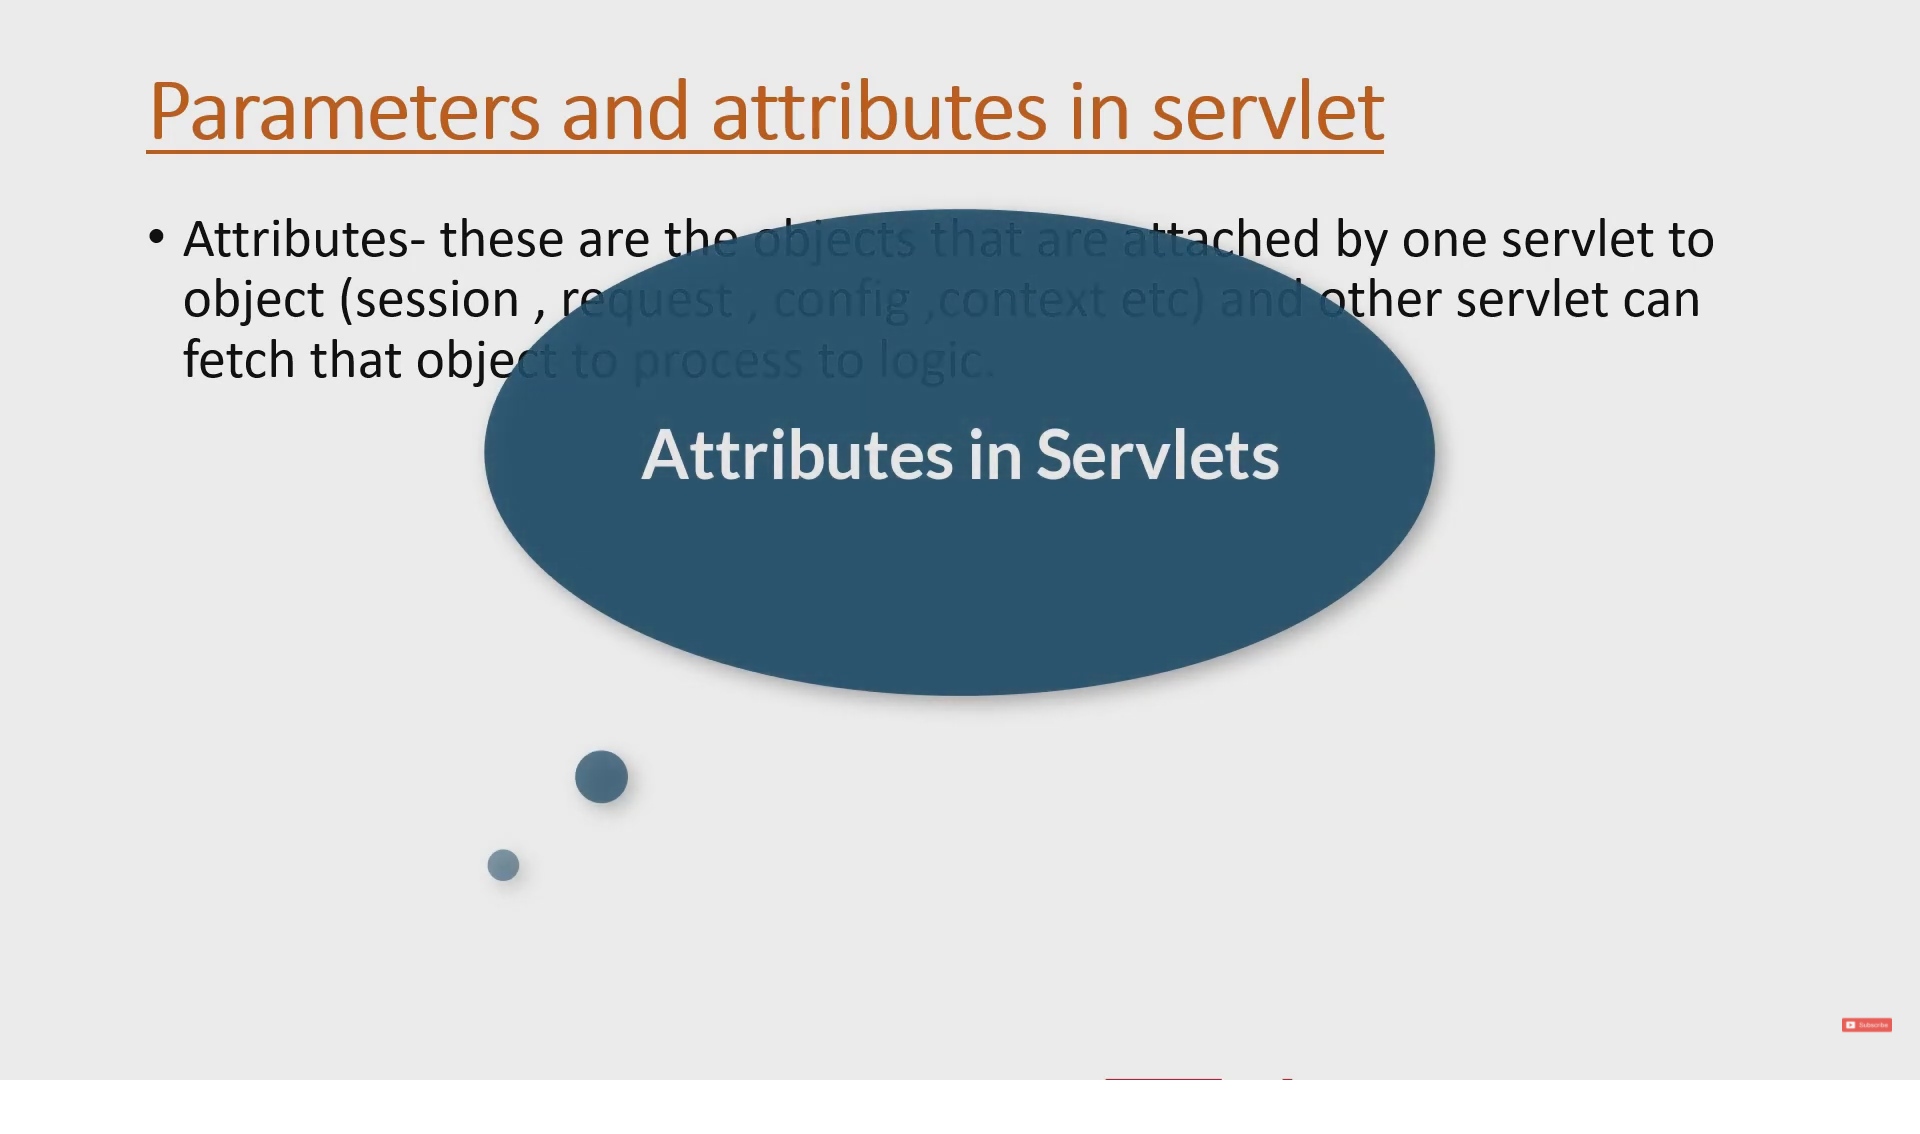 Parameters and attributes in servlet
• Attributes- these are the objects that are attached by one servlet to
object (session , request , config ,context etc) and other servlet can
fetch that object to process to logic.
Attributes in Servlets
Subscribe